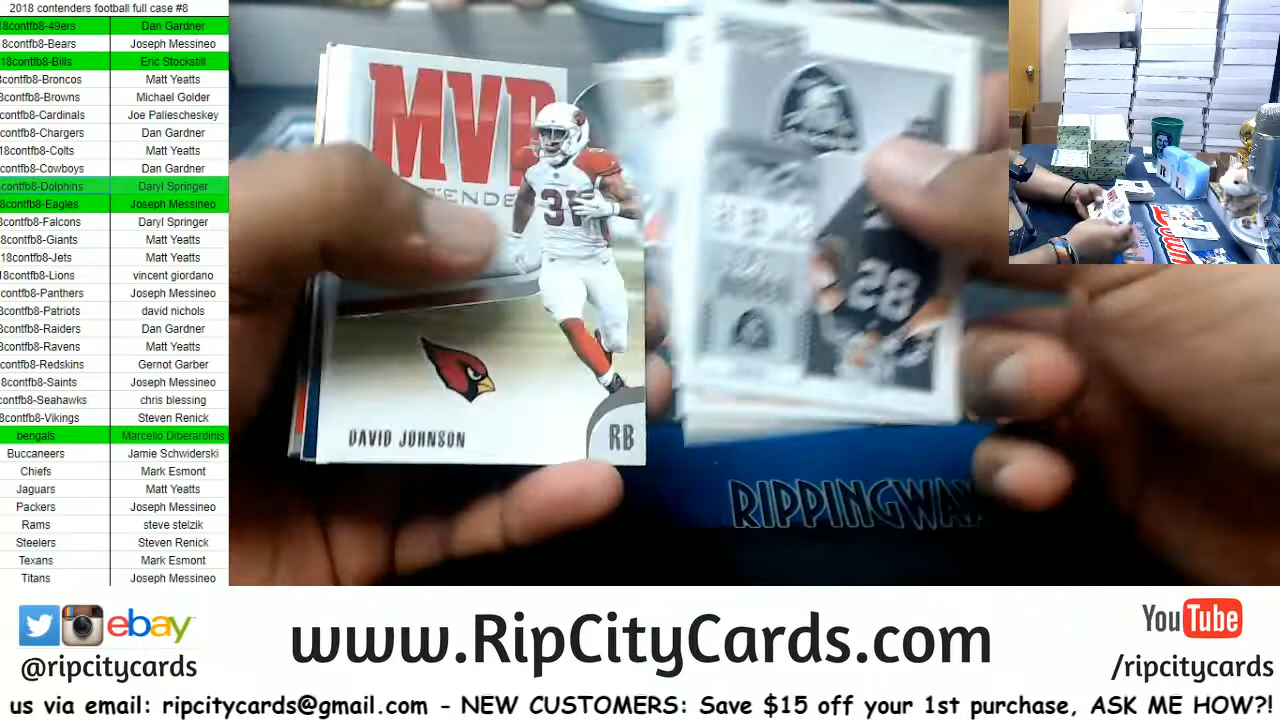 2018 contenders football full case #8
8contfb8-49ers Dan Gardner
8contfb8-Bears Joseph Messineo
18contfb8-Bills Eric Stockstill
8contfb8-Broncos Matt Yeatts
8contfb8-Browns Michael Golder
8contfb8-Cardinals Joe Paliescheskey
8contfb8-Chargers Dan Gardner
18contfb8-Colts Matt Yeatts
8contfb8-Cowboys Dan Gardner
contfb8-Dolphins Daryl Springer
8contfb8-Eagles Joseph Messineo
8contfb8-Falcons Daryl Springer
8contfb8-Giants Matt Yeatts
18contfb8-Jets Matt Yeatts
18contfb8-Lions vincent giordano
contfb8-Panthers Joseph Messineo
8contfb8-Patriots david nichols
8contfb8-Raiders Dan Gardner
8contfb8-Ravens Matt Yeatts
contfb8-Redskins Gernot Garber
8contfb8-Saints Joseph Messineo
contfb8-Seahawks chris blessing
8contfb8-Vikings Steven Renick
bengals Marcello Diberardinis
Buccaneers Jamie Schwiderski
Chiefs Mark Esmont
Jaguars Matt Yeatts
Packers Joseph Messineo
Rams steve stelzik
Steelers Steven Renick
Texans Mark Esmont
Titans Joseph Messineo
MVP
TENDE
31
DAVID JOHNSON
RB
28
RIPPINGWAX
ebay
@ripcitycards
www.RipCityCards.com
YouTube
/ripcitycards
us via email: ripcitycards@gmail.com - NEW CUSTOMERS: Save $15 off your 1st purchase, ASK ME HOW?!